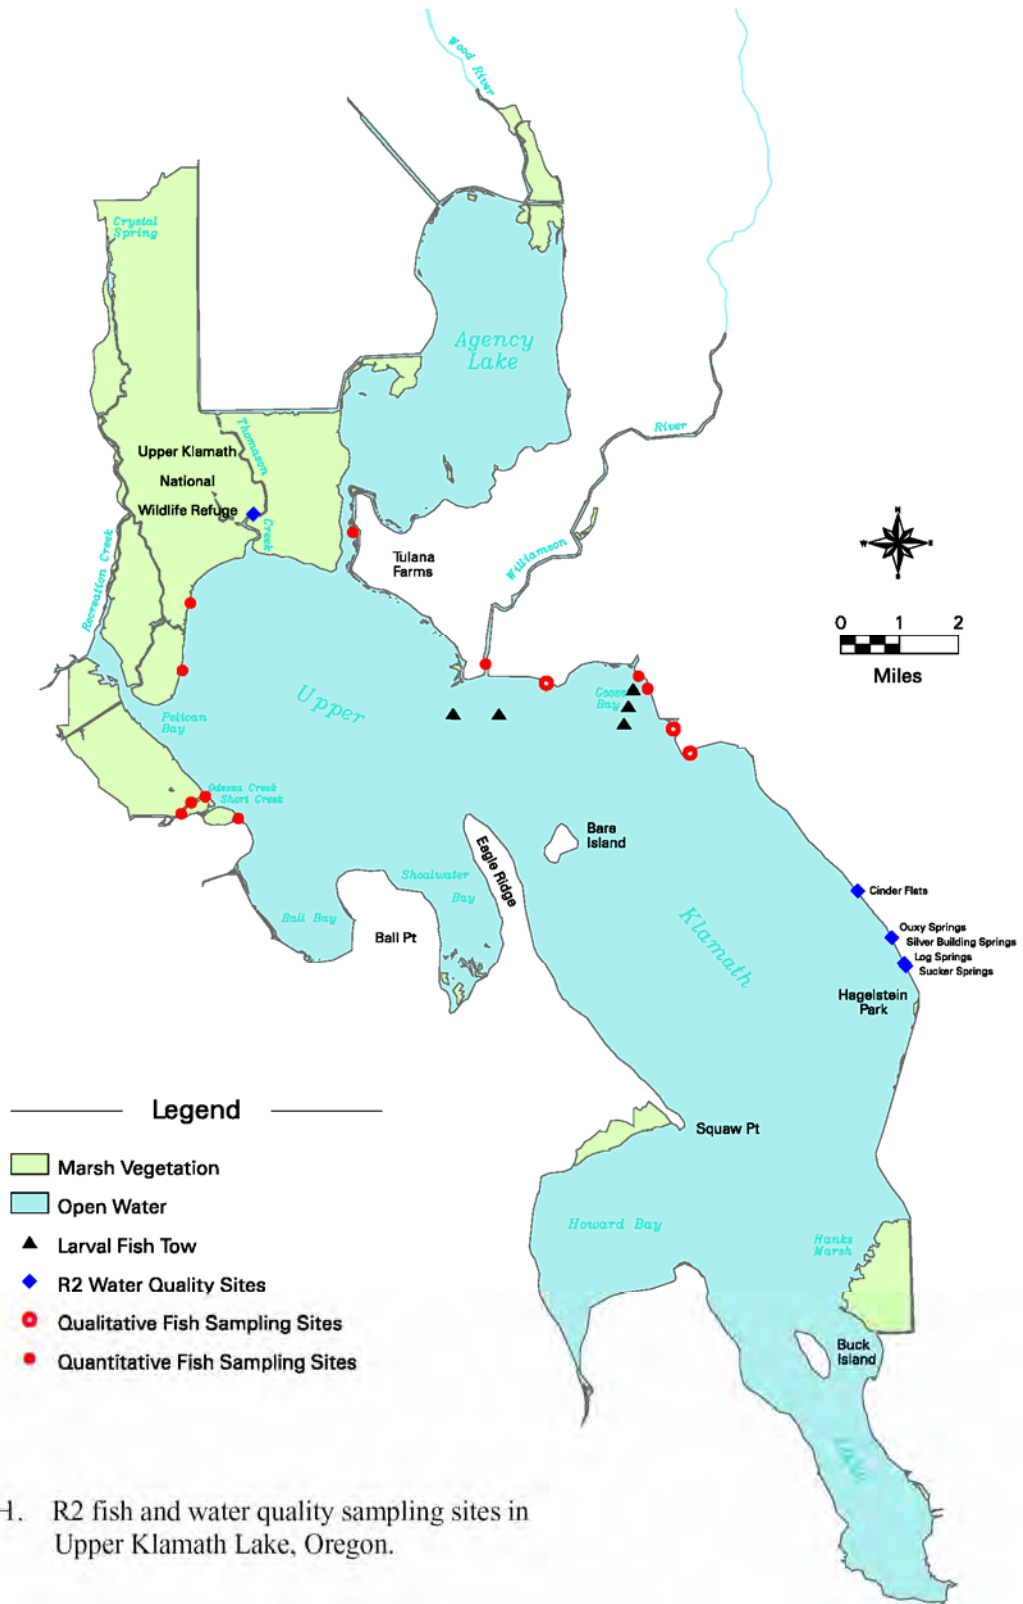 Wood River
Crystal
Spring
Agency
Lake
Thomason
Creek
River
Williamson
Upper Klamath
National
Wildlife Refuge
Recreation Creek
Tulana
Farms
N
W
E
S
0 1 2
Miles
Upper
Goose
Bay
Pelican
Bay
Odessa Creek
Short Creek
Bare
Island
Eagle Ridge
Shoalwater
Bay
Ball Bay
Ball Pt
Klamath
Cinder Flats
Ouxy Springs
Silver Building Springs
Log Springs
Sucker Springs
Hagelstein
Park
Squaw Pt
Howard Bay
Hanks
Marsh
Buck
Island
Lake
Legend
Marsh Vegetation
Open Water
Larval Fish Tow
R2 Water Quality Sites
Qualitative Fish Sampling Sites
Quantitative Fish Sampling Sites
R2 fish and water quality sampling sites in
Upper Klamath Lake, Oregon.